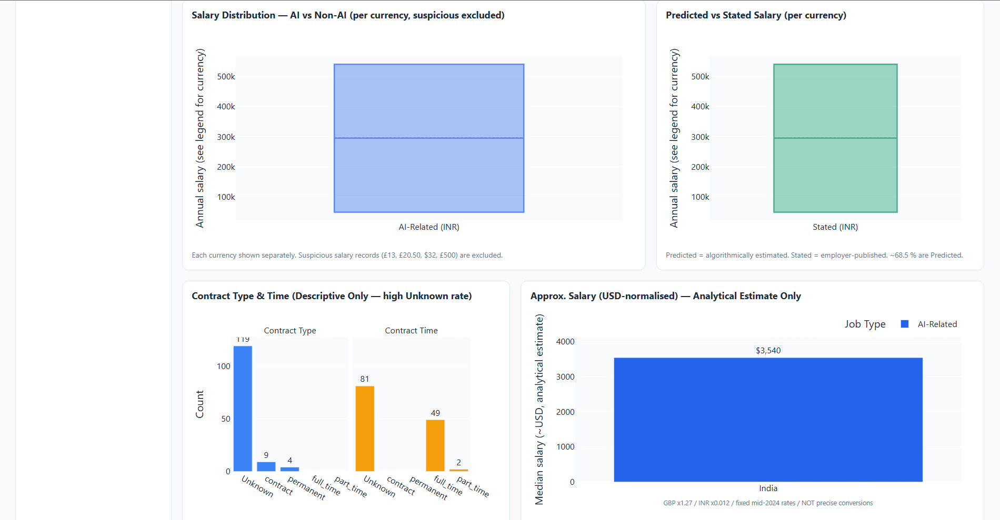 Salary Distribution — AI vs Non-AI (per currency, suspicious excluded)
Annual salary (see legend for currency)
500k
400k
300k
200k
100k
AI-Related (INR)
Each currency shown separately. Suspicious salary records (£13, £20.50, $32, £500) are excluded.
Predicted vs Stated Salary (per currency)
Annual salary (see legend for currency)
500k
400k
300k
200k
100k
Stated (INR)
Predicted = algorithmically estimated. Stated = employer-published. ~68.5 % are Predicted.
Contract Type & Time (Descriptive Only — high Unknown rate)
Contract Type
Contract Time
Count
100
50
0
119
9
4
81
49
2
Unknown
contract
permanent
full_time
part_time
Unknown
contract
permanent
full_time
part_time
Approx. Salary (USD-normalised) — Analytical Estimate Only
Job Type
AI-Related
Median salary (~USD, analytical estimate)
4000
3000
2000
1000
0
$3,540
India
GBP x1.27 / INR x0.012 / fixed mid-2024 rates / NOT precise conversions